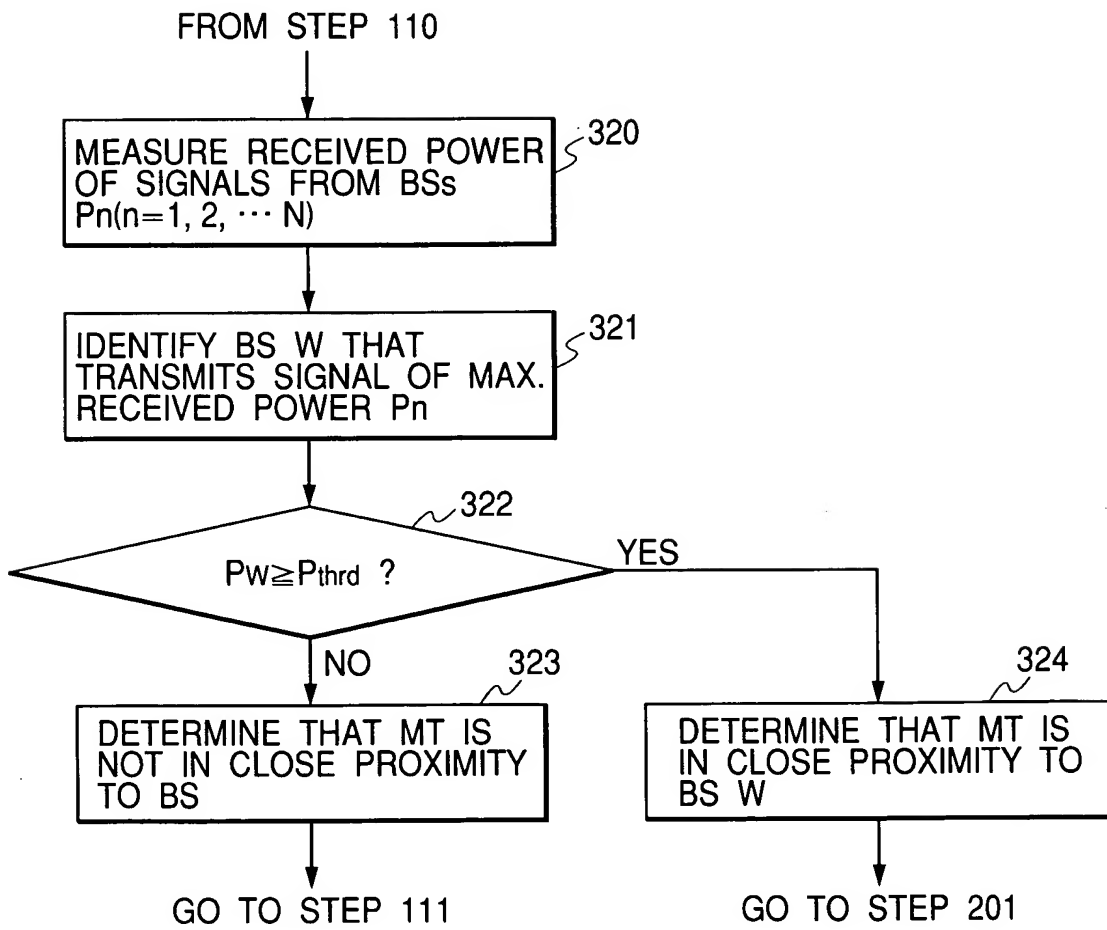 FROM STEP 110
320
MEASURE RECEIVED POWER
OF SIGNALS FROM BSs
Pn(n=1, 2, ··· N)
321
IDENTIFY BS W THAT
TRANSMITS SIGNAL OF MAX.
RECEIVED POWER Pn
322
PW≧Pthrd ?
YES
NO
323
DETERMINE THAT MT IS
NOT IN CLOSE PROXIMITY
TO BS
324
DETERMINE THAT MT IS
IN CLOSE PROXIMITY TO
BS W
GO TO STEP 111
GO TO STEP 201